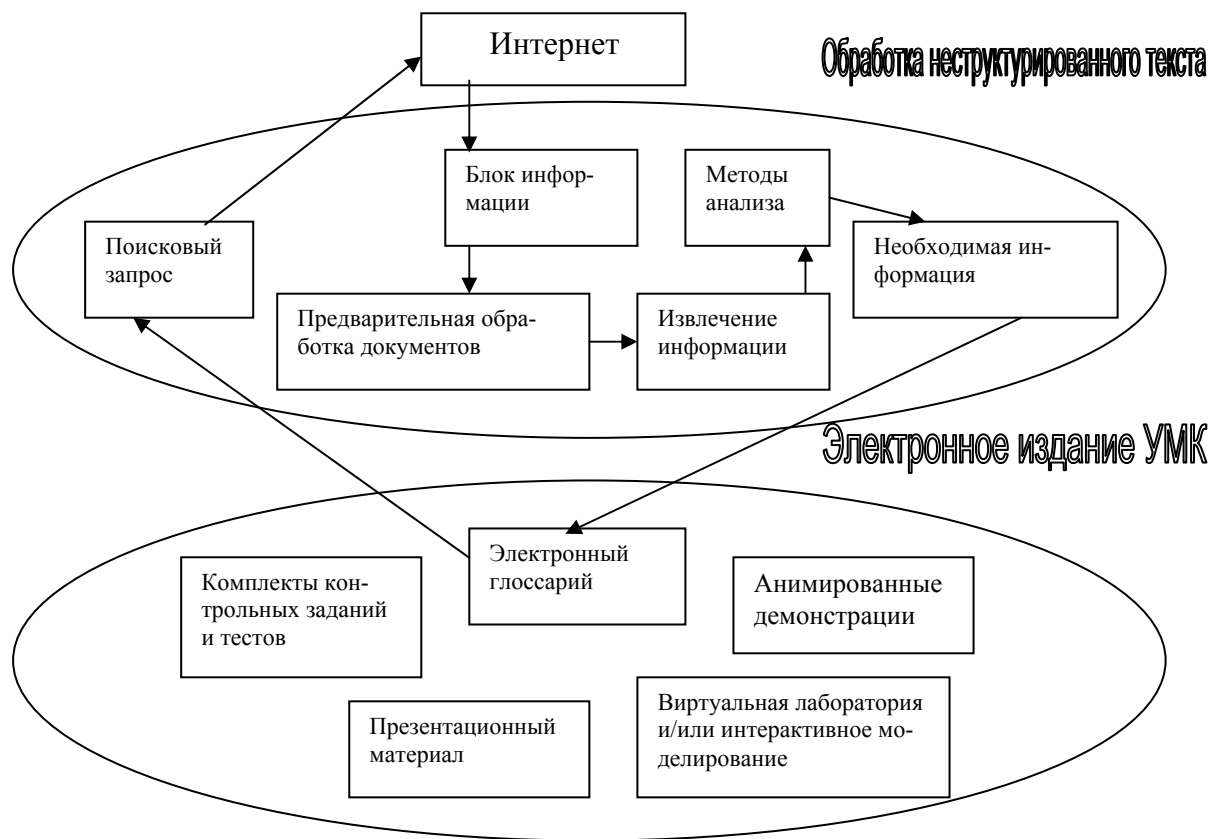 Интернет
Обработка неструктурированного текста
Блок инфор-
мации
Методы
анализа
Поисковый
запрос
Необходимая ин-
формация
Предварительная обра-
ботка документов
Извлечение
информации
Электронное издание УМК
Электронный
глоссарий
Комплекты кон-
трольных заданий
и тестов
Анимированные
демонстрации
Презентационный
материал
Виртуальная лаборатория
и/или интерактивное мо-
делирование